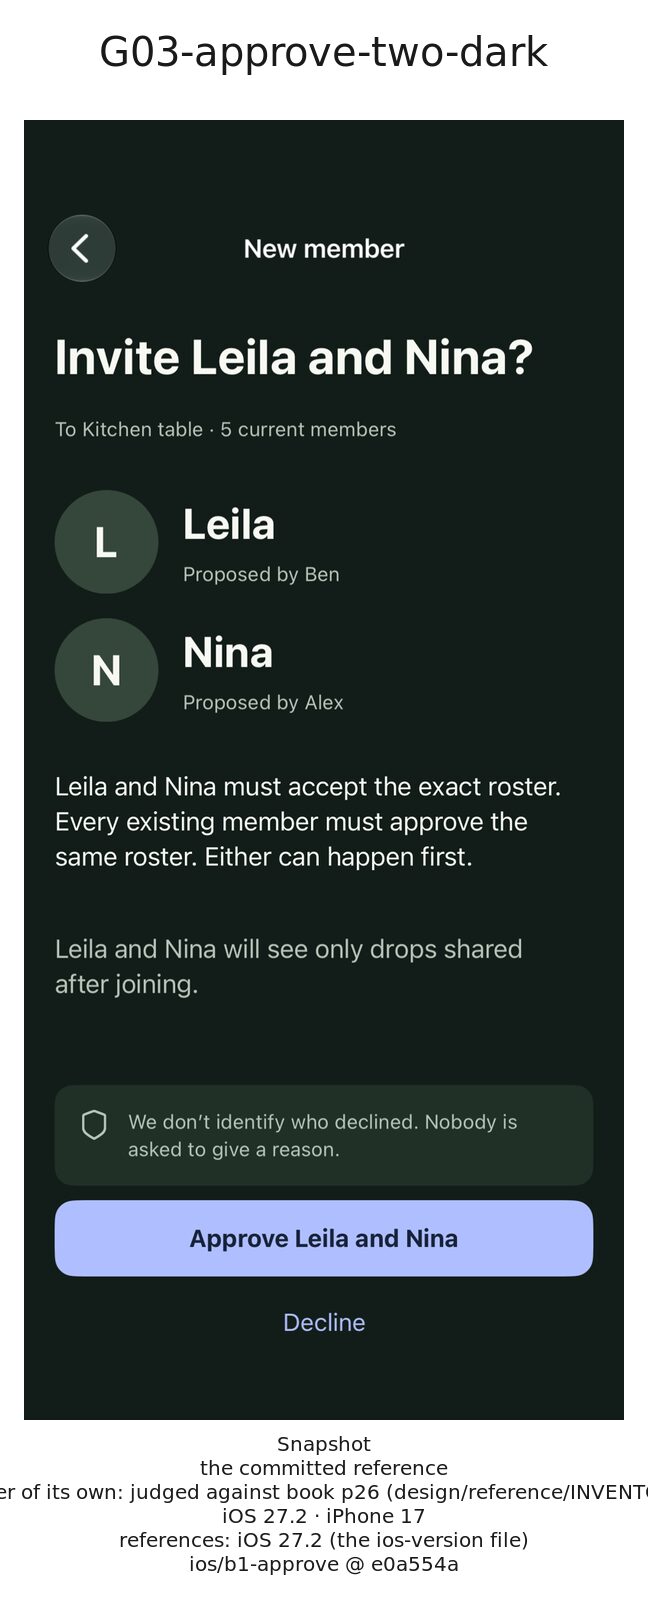 G03-approve-two-dark
New member
Invite Leila and Nina?
To Kitchen table · 5 current members
L
Leila
Proposed by Ben
N
Nina
Proposed by Alex
Leila and Nina must accept the exact roster.
Every existing member must approve the
same roster. Either can happen first.
Leila and Nina will see only drops shared
after joining.
We don’t identify who declined. Nobody is
asked to give a reason.
Approve Leila and Nina
Decline
Snapshot
the committed reference
of its own: judged against book p26
iOS 27.2 · iPhone 17
references: iOS 27.2 (the ios-version file)
ios/b1-approve @ e0a554a